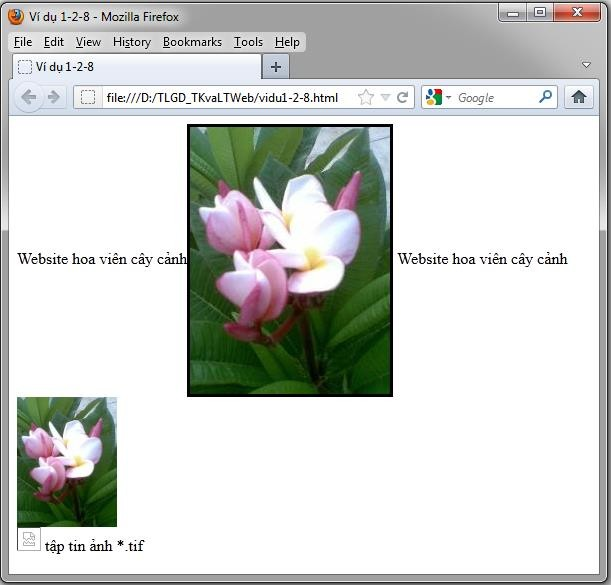 Ví dụ 1-2-8 - Mozilla Firefox
File Edit View History Bookmarks Tools Help
Ví dụ 1-2-8
file:///D:/TLGD_TKvaLTWeb/vidu1-2-8.html
Google
Website hoa viên cây cảnh
Website hoa viên cây cảnh
tập tin ảnh *.tif